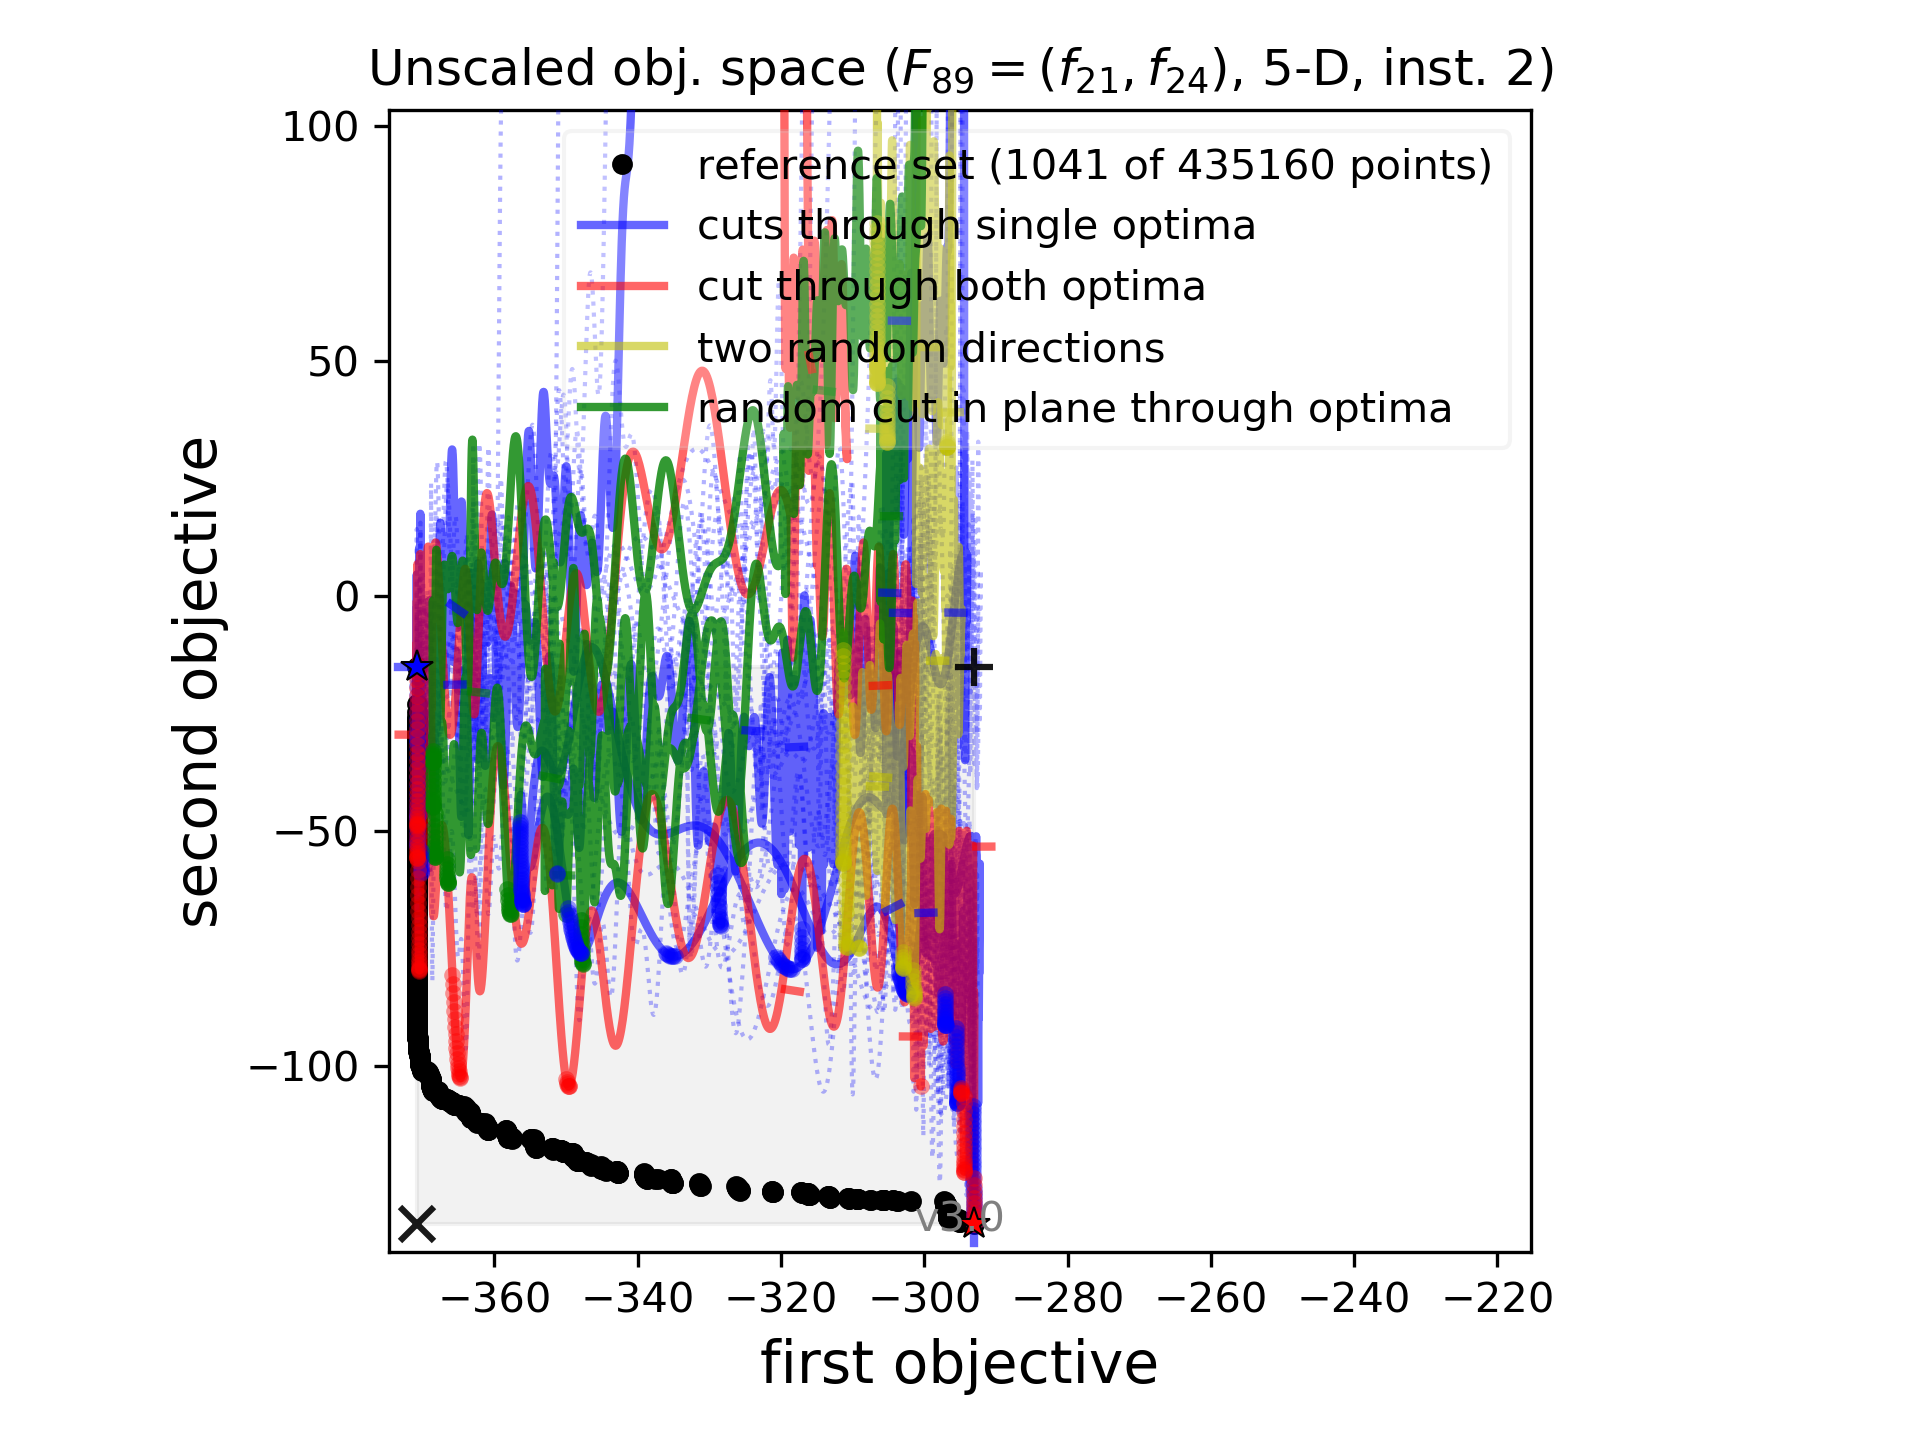 Unscaled obj. space (F₈₉ = (f₂₁, f₂₄), 5-D, inst. 2)
reference set (1041 of 435160 points)
cuts through single optima
cut through both optima
two random directions
random cut in plane through optima
100
50
0
−50
−100
second objective
v3.0
−360 −340 −320 −300 −280 −260 −240 −220
first objective